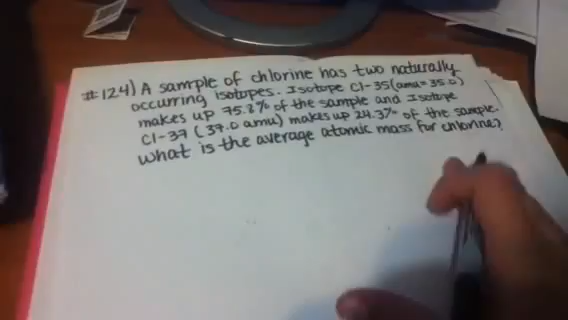 #124) A sample of chlorine has two naturally
occurring isotopes. Isotope Cl-35 (amu=35.0)
makes up 75.8% of the sample and Isotope
Cl-37 (37.0 amu) makes up 24.3% of the sample.
What is the average atomic mass for chlorine?